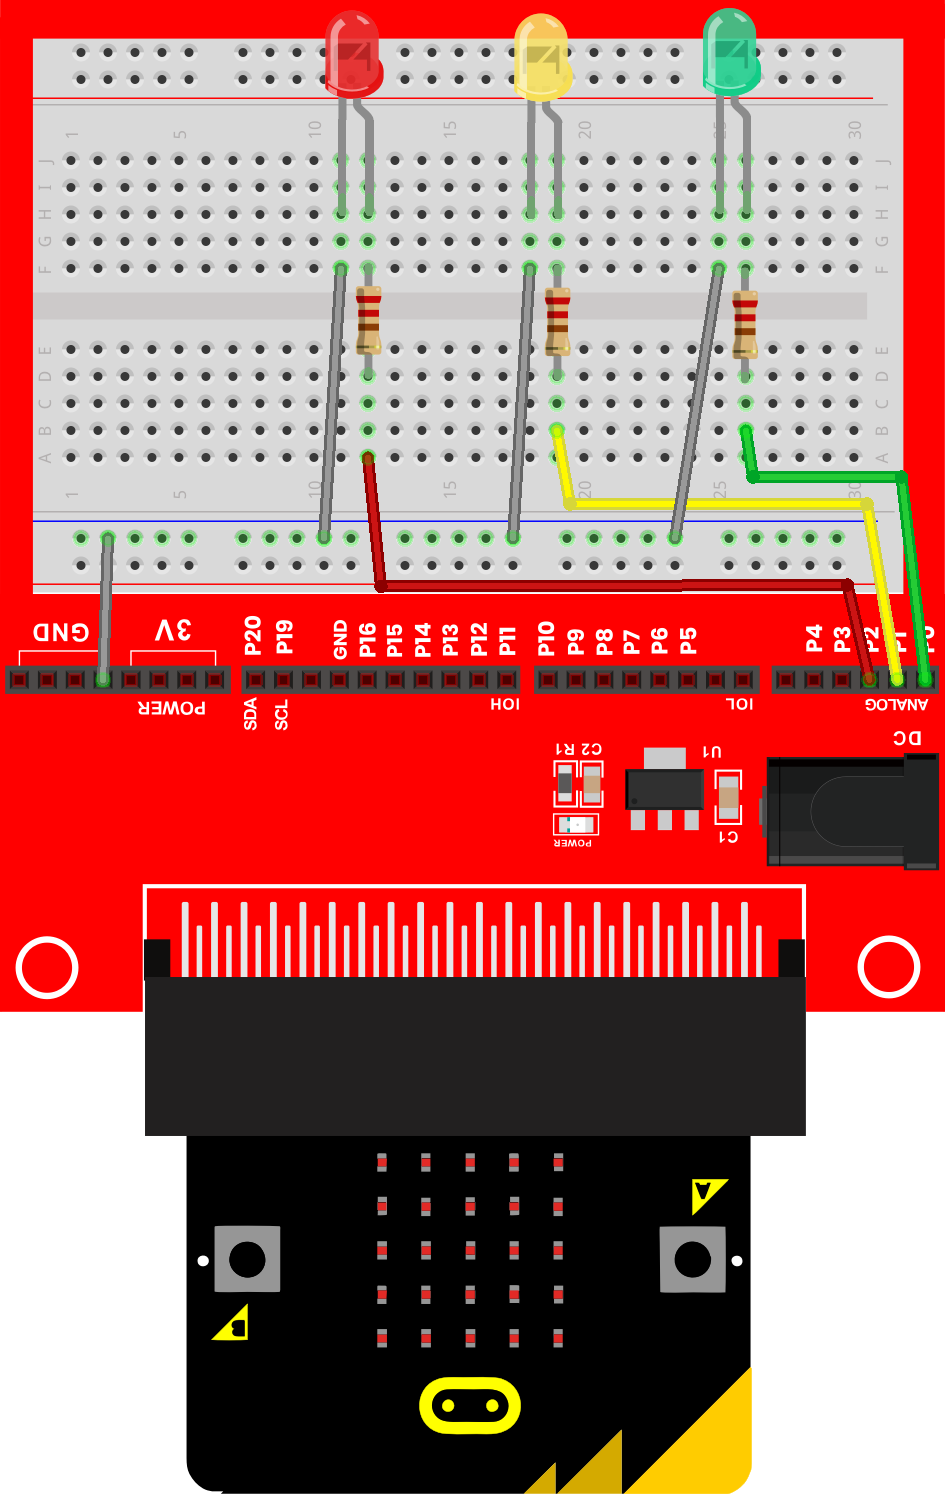 1 5 10 15 20 25 30
J J
I I
H H
G G
F F
E E
D D
C C
B B
A A
1 5 10 15 20 25 30
GND 3V P20 P19 GND P16 P15 P14 P13 P12 P11 P10 P9 P8 P7 P6 P5 P4 P3 P2 P1 P0
POWER SDA SCL IOH IOL ANALOG
DC
R1 C2 U1
POWER C1
A
B